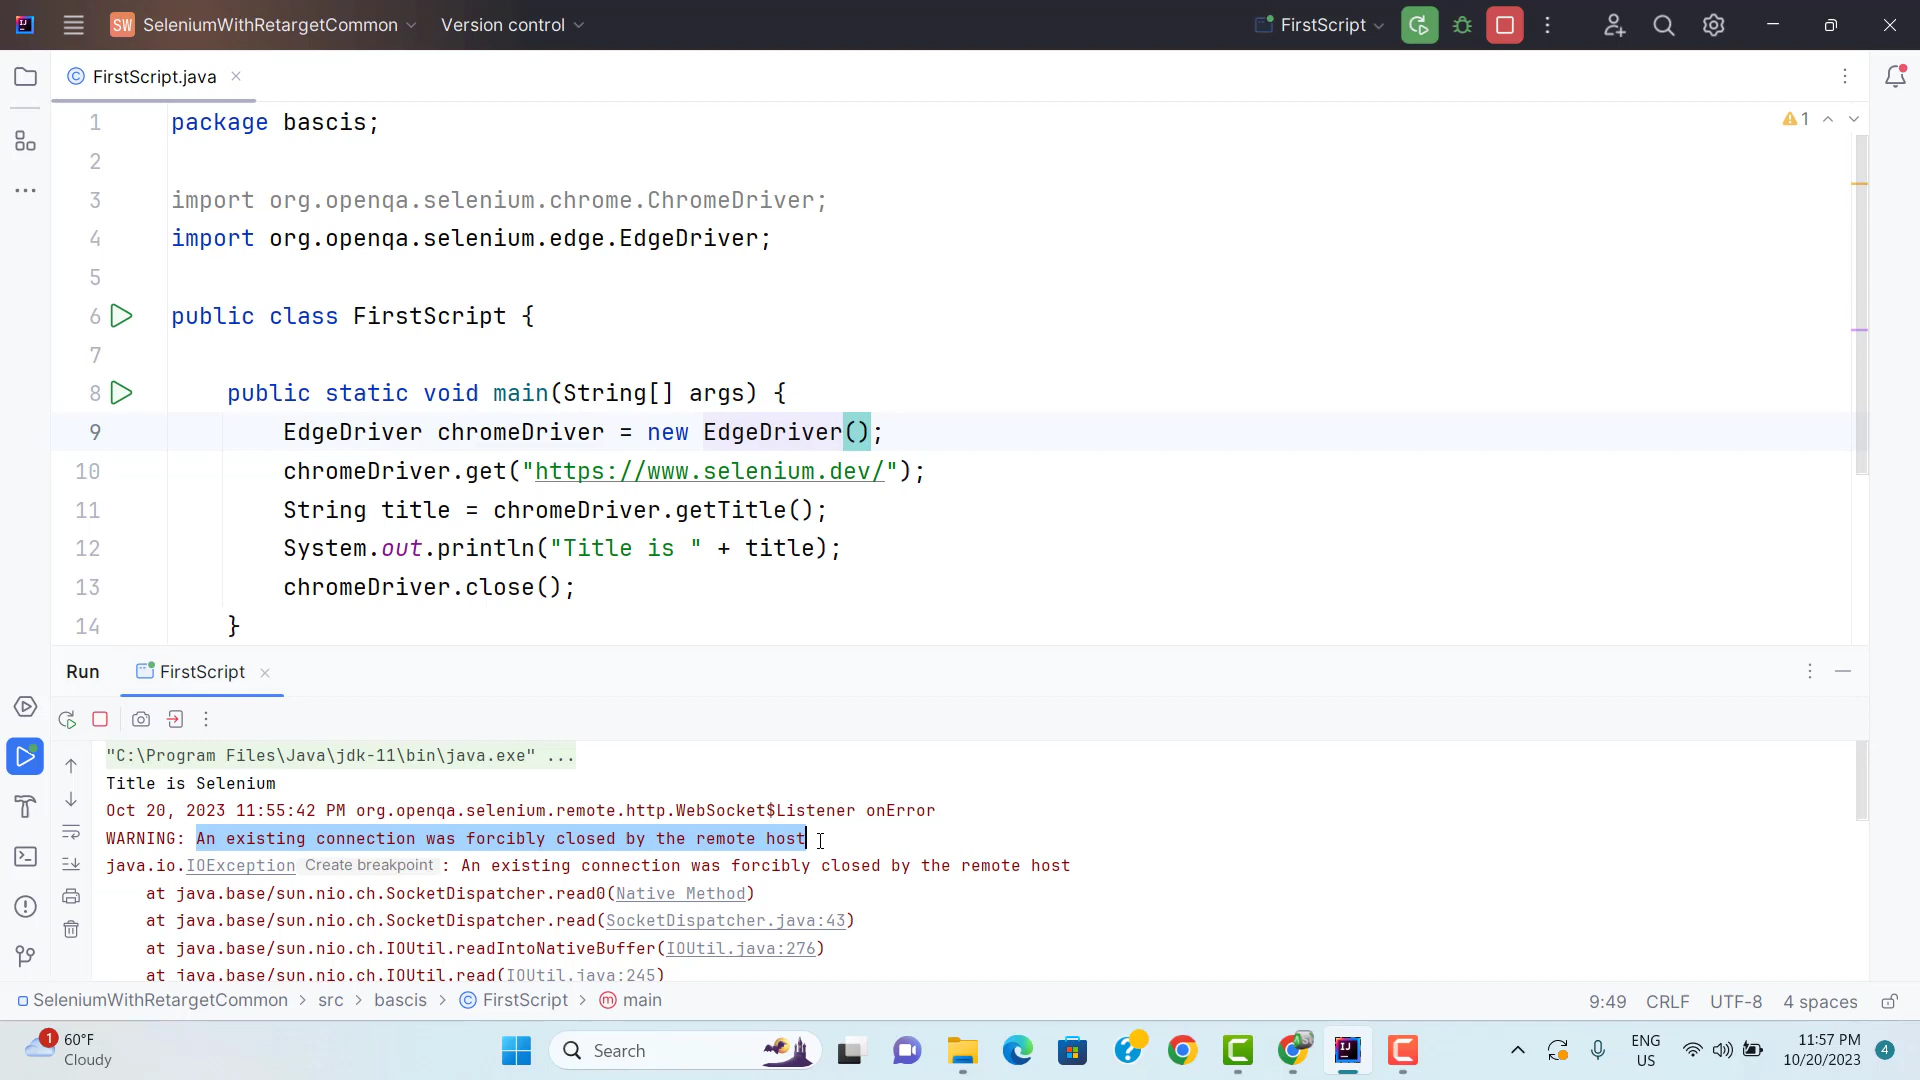 SW SeleniumWithRetargetCommon Version control FirstScript
FirstScript.java
1 package bascis;
2
3 import org.openqa.selenium.chrome.ChromeDriver;
4 import org.openqa.selenium.edge.EdgeDriver;
5
6 public class FirstScript {
7
8 public static void main(String[] args) {
9 EdgeDriver chromeDriver = new EdgeDriver();
10 chromeDriver.get("https://www.selenium.dev/");
11 String title = chromeDriver.getTitle();
12 System.out.println("Title is " + title);
13 chromeDriver.close();
14 }
1
Run FirstScript
"C:\Program Files\Java\jdk-11\bin\java.exe" ...
Title is Selenium
Oct 20, 2023 11:55:42 PM org.openqa.selenium.remote.http.WebSocket$Listener onError
WARNING: An existing connection was forcibly closed by the remote host
java.io.IOException Create breakpoint : An existing connection was forcibly closed by the remote host
at java.base/sun.nio.ch.SocketDispatcher.read0(Native Method)
at java.base/sun.nio.ch.SocketDispatcher.read(SocketDispatcher.java:43)
at java.base/sun.nio.ch.IOUtil.readIntoNativeBuffer(IOUtil.java:276)
at java.base/sun.nio.ch.IOUtil.read(IOUtil.java:245)
SeleniumWithRetargetCommon > src > bascis > FirstScript > main 9:49 CRLF UTF-8 4 spaces
1 60°F
Cloudy
Search
ENG
US
11:57 PM
10/20/2023
4